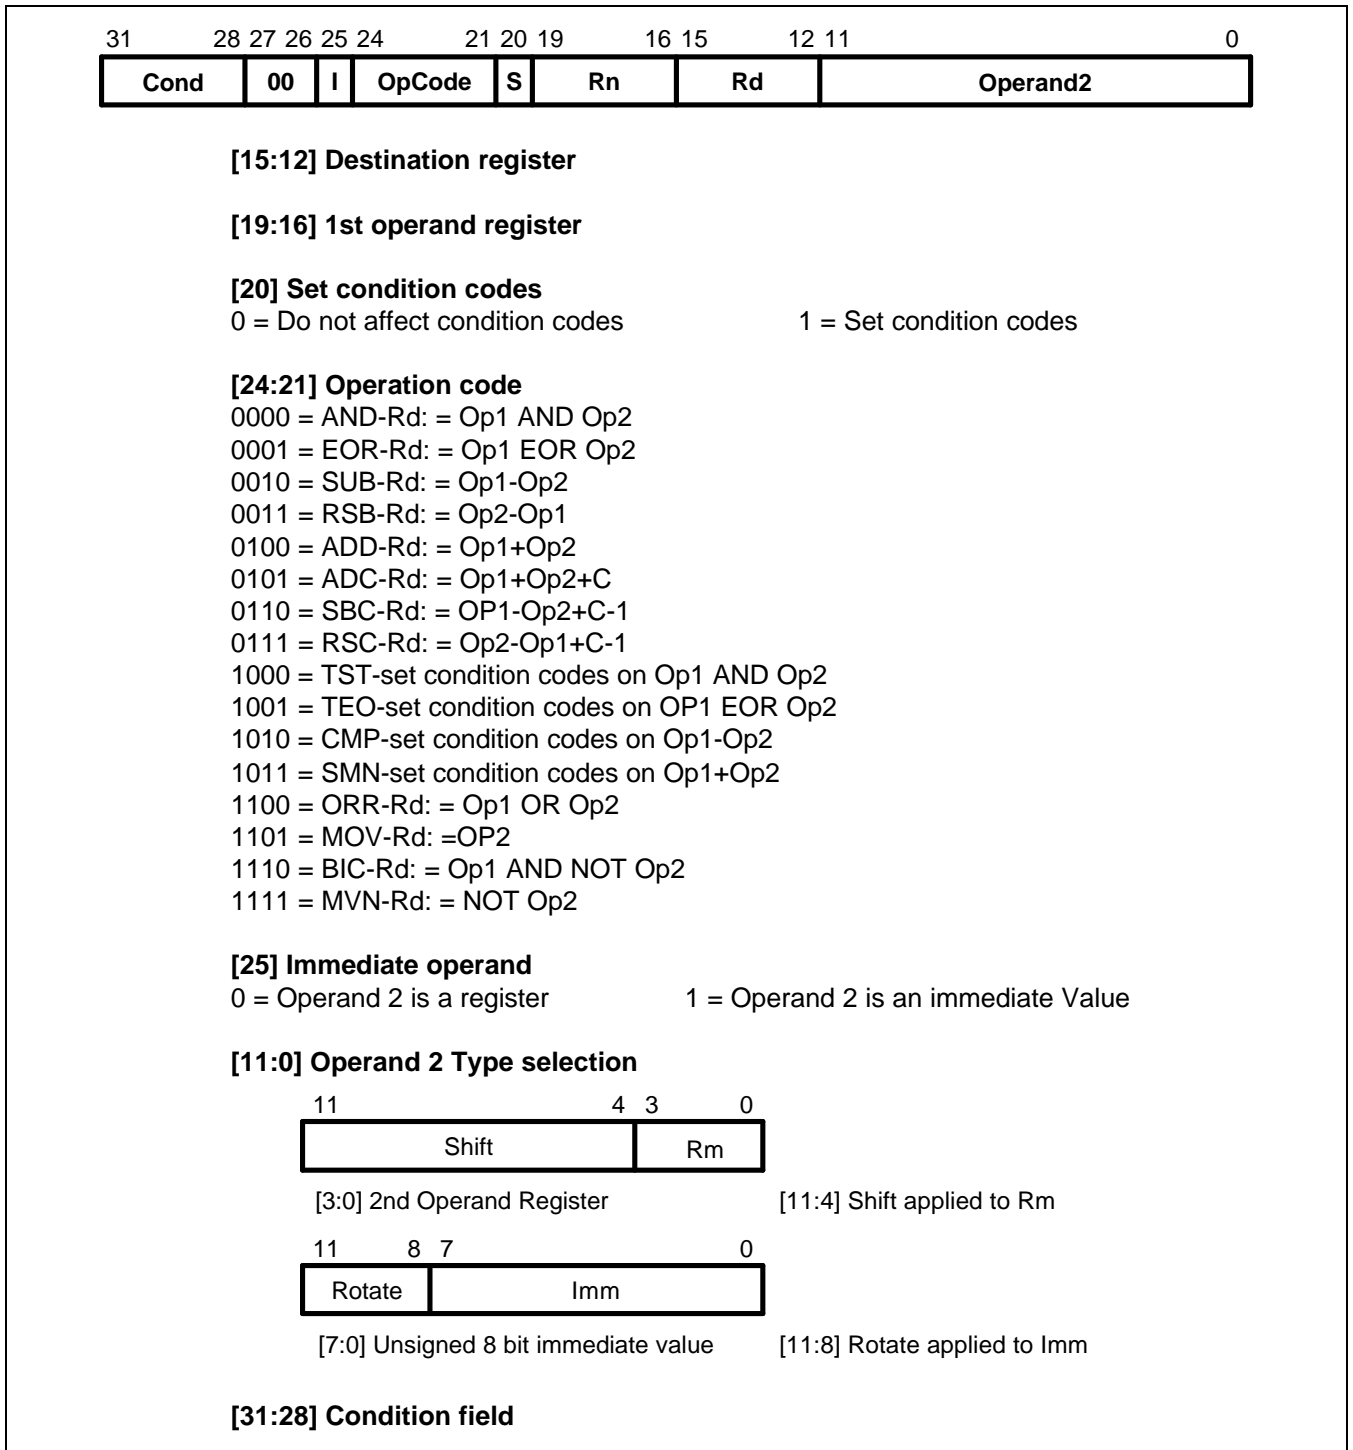 31 28 27 26 25 24 21 20 19 16 15 12 11 0
Cond 00 I OpCode S Rn Rd Operand2
[15:12] Destination register
[19:16] 1st operand register
[20] Set condition codes
0 = Do not affect condition codes 1 = Set condition codes
[24:21] Operation code
0000 = AND-Rd: = Op1 AND Op2
0001 = EOR-Rd: = Op1 EOR Op2
0010 = SUB-Rd: = Op1-Op2
0011 = RSB-Rd: = Op2-Op1
0100 = ADD-Rd: = Op1+Op2
0101 = ADC-Rd: = Op1+Op2+C
0110 = SBC-Rd: = OP1-Op2+C-1
0111 = RSC-Rd: = Op2-Op1+C-1
1000 = TST-set condition codes on Op1 AND Op2
1001 = TEO-set condition codes on OP1 EOR Op2
1010 = CMP-set condition codes on Op1-Op2
1011 = SMN-set condition codes on Op1+Op2
1100 = ORR-Rd: = Op1 OR Op2
1101 = MOV-Rd: =OP2
1110 = BIC-Rd: = Op1 AND NOT Op2
1111 = MVN-Rd: = NOT Op2
[25] Immediate operand
0 = Operand 2 is a register 1 = Operand 2 is an immediate Value
[11:0] Operand 2 Type selection
11 4 3 0
Shift Rm
[3:0] 2nd Operand Register [11:4] Shift applied to Rm
11 8 7 0
Rotate Imm
[7:0] Unsigned 8 bit immediate value [11:8] Rotate applied to Imm
[31:28] Condition field